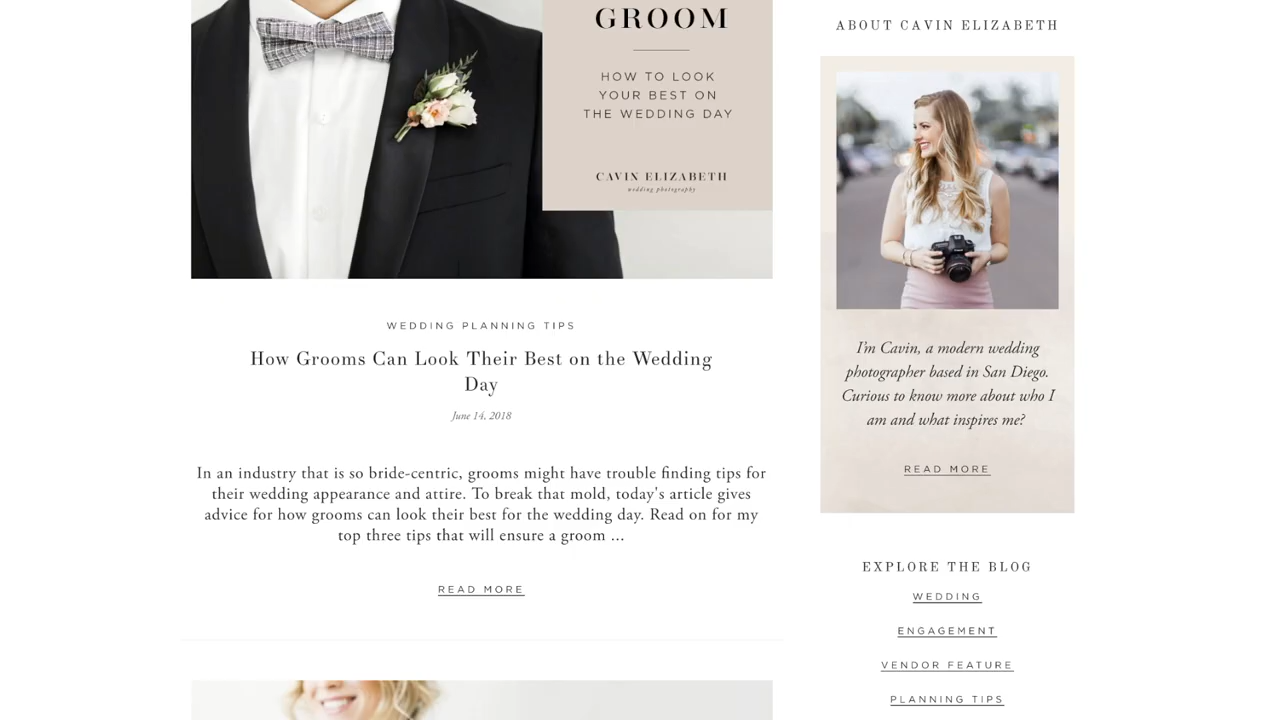 GROOM
HOW TO LOOK
YOUR BEST ON
THE WEDDING DAY
CAVIN ELIZABETH
wedding photography
WEDDING PLANNING TIPS
How Grooms Can Look Their Best on the Wedding
Day
June 14, 2018
In an industry that is so bride-centric, grooms might have trouble finding tips for
their wedding appearance and attire. To break that mold, today's article gives
advice for how grooms can look their best for the wedding day. Read on for my
top three tips that will ensure a groom ...
READ MORE
ABOUT CAVIN ELIZABETH
I'm Cavin, a modern wedding
photographer based in San Diego.
Curious to know more about who I
am and what inspires me?
READ MORE
EXPLORE THE BLOG
WEDDING
ENGAGEMENT
VENDOR FEATURE
PLANNING TIPS